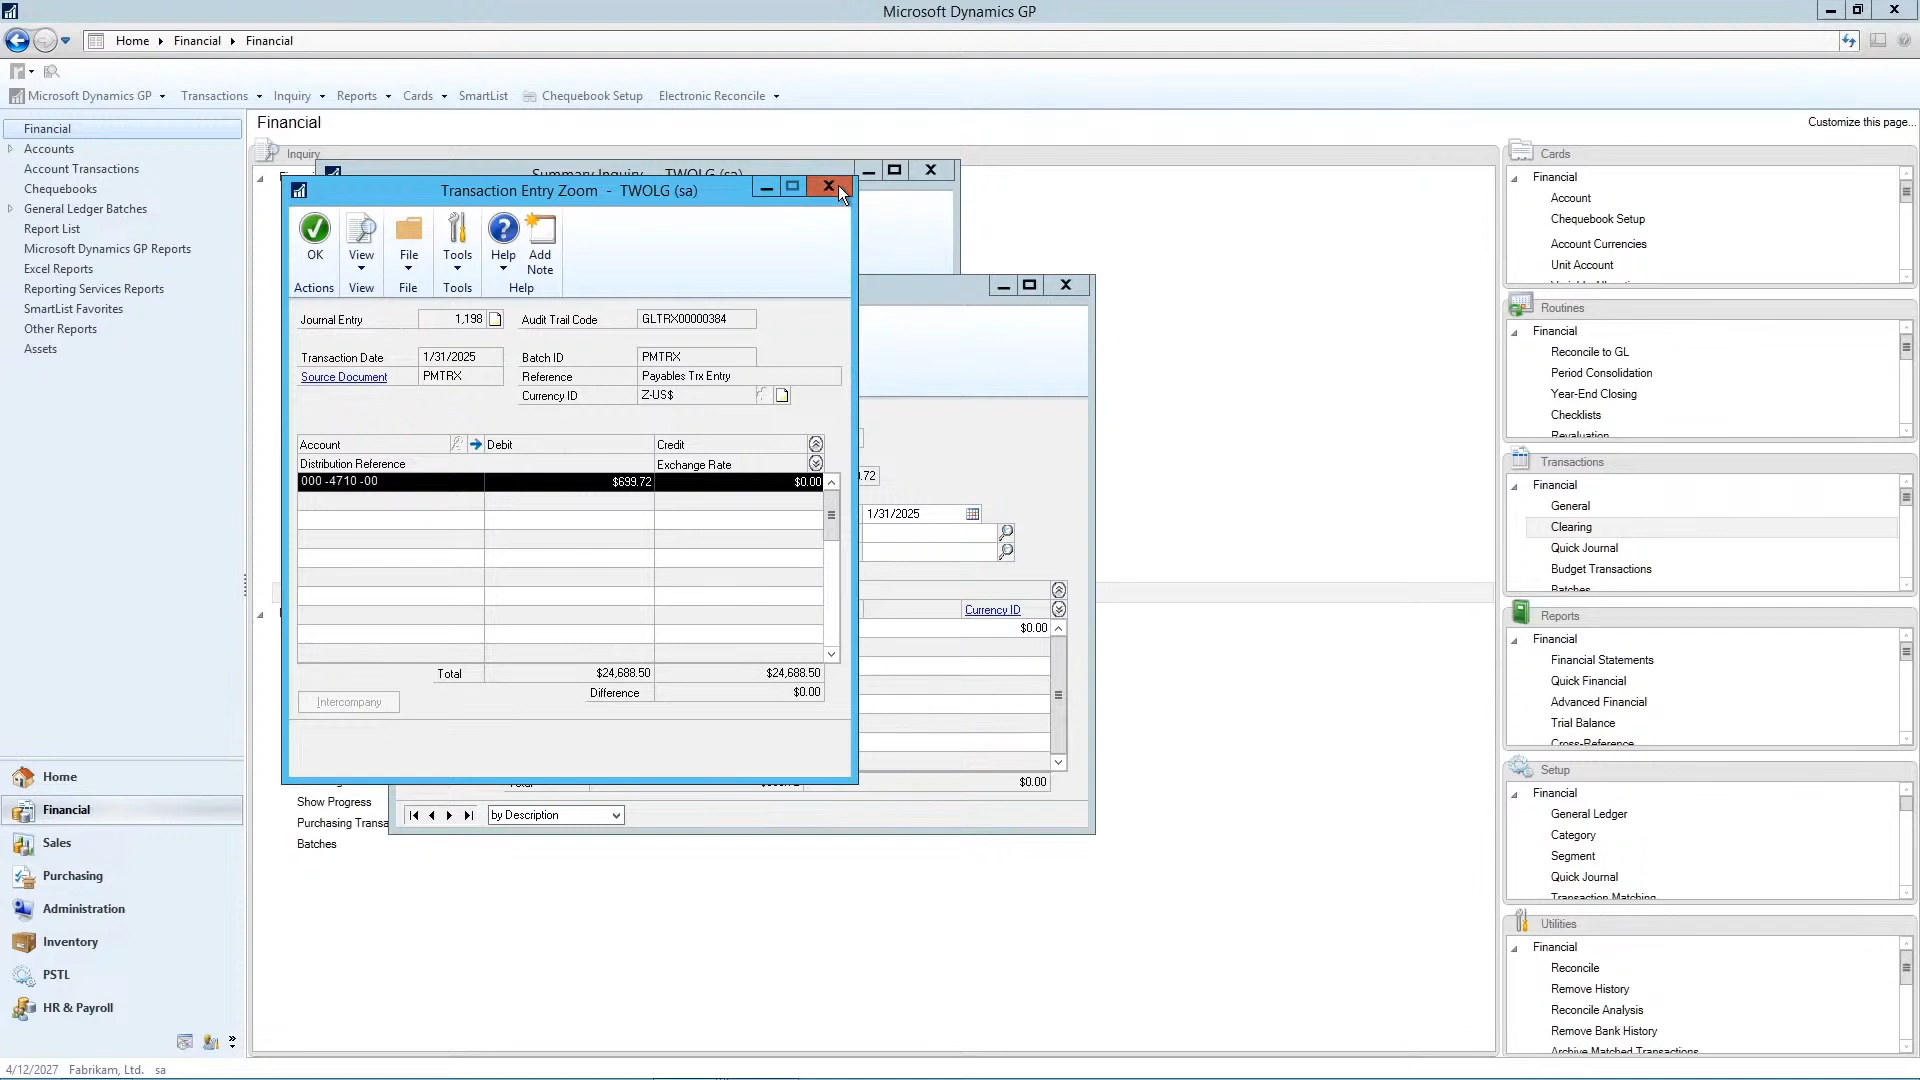 Microsoft Dynamics GP
Home Financial Financial
Microsoft Dynamics GP Transactions Inquiry Reports Cards SmartList Chequebook Setup Electronic Reconcile
Financial
Accounts
Account Transactions
Chequebooks
General Ledger Batches
Report List
Microsoft Dynamics GP Reports
Excel Reports
Reporting Services Reports
SmartList Favorites
Other Reports
Assets
Home
Financial
Sales
Purchasing
Administration
Inventory
PSTL
HR & Payroll
4/12/2027 Fabrikam, Ltd. sa
Financial
Customize this page...
Inquiry
Summary Inquiry - TWOLG (sa)
Transaction Entry Zoom - TWOLG (sa)
OK View File Tools Help Add Note
Actions View File Tools Help
Journal Entry 1,198 Audit Trail Code GLTRX00000384
Transaction Date 1/31/2025 Batch ID PMTRX
Source Document PMTRX Reference Payables Trx Entry
Currency ID Z-US$
Account Debit Credit
Distribution Reference Exchange Rate
000 -4710 -00 $699.72 $0.00
Total $24,688.50 $24,688.50
Difference $0.00
Intercompany
1/31/2025
Currency ID
$0.00
$0.00
by Description
Show Progress
Purchasing Transa
Batches
Cards
Financial
Account
Chequebook Setup
Account Currencies
Unit Account
Routines
Financial
Reconcile to GL
Period Consolidation
Year-End Closing
Checklists
Revaluation
Transactions
Financial
General
Clearing
Quick Journal
Budget Transactions
Batches
Reports
Financial
Financial Statements
Quick Financial
Advanced Financial
Trial Balance
Cross-Reference
Setup
Financial
General Ledger
Category
Segment
Quick Journal
Transaction Matching
Utilities
Financial
Reconcile
Remove History
Reconcile Analysis
Remove Bank History
Archive Matched Transactions